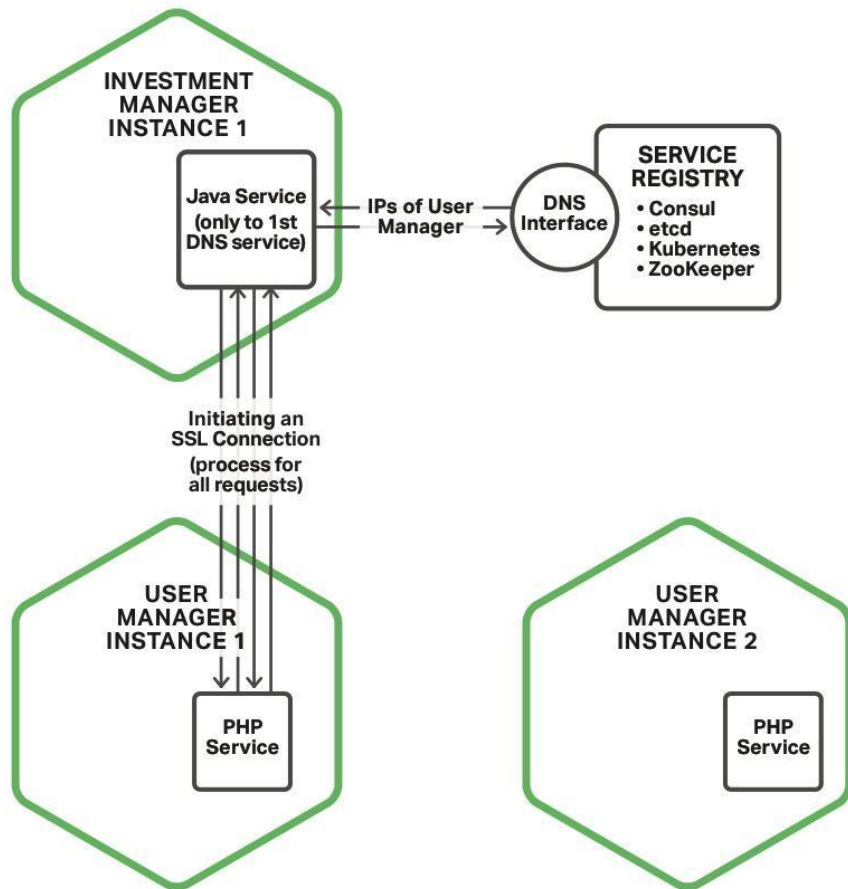 INVESTMENT
MANAGER
INSTANCE 1
Java Service
(only to 1st
DNS service)
IPs of User
Manager
DNS
Interface
SERVICE
REGISTRY
• Consul
• etcd
• Kubernetes
• ZooKeeper
Initiating an
SSL Connection
(process for
all requests)
USER
MANAGER
INSTANCE 1
PHP
Service
USER
MANAGER
INSTANCE 2
PHP
Service